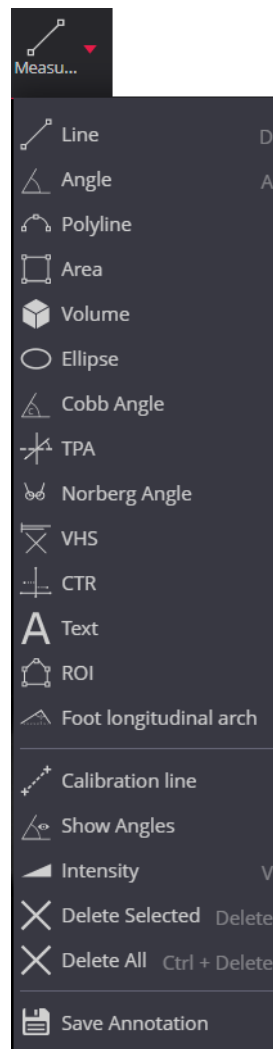 Measu...
Line D
Angle A
Polyline
Area
Volume
Ellipse
Cobb Angle
TPA
Norberg Angle
VHS
CTR
A Text
ROI
Foot longitudinal arch
Calibration line
Show Angles
Intensity V
Delete Selected Delete
Delete All Ctrl + Delete
Save Annotation